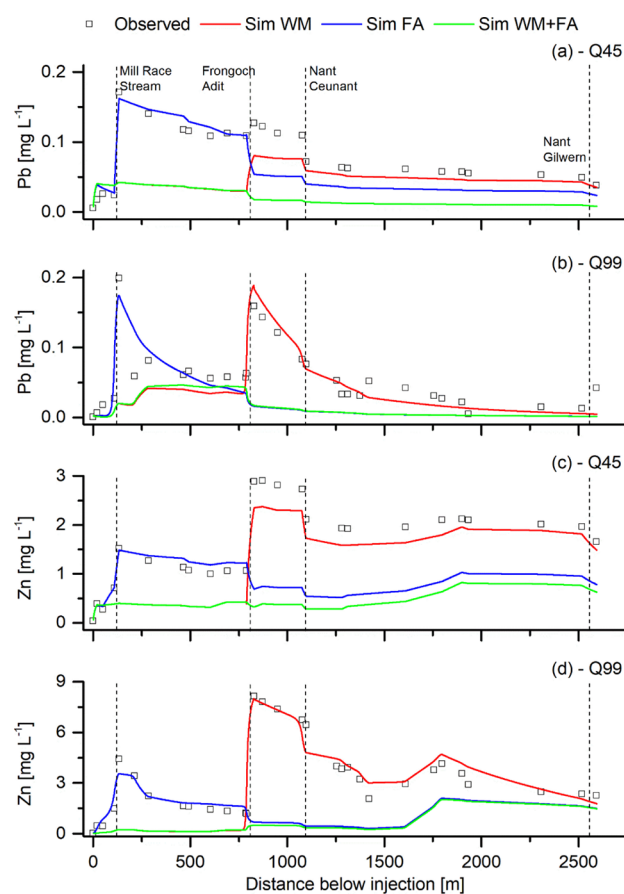 Observed Sim WM Sim FA Sim WM+FA
(a) - Q45
Mill Race Stream
Frongoch Adit
Nant Ceunant
Nant Gilwern
Pb [mg L-1]
0.2
0.1
0.0
(b) - Q99
Pb [mg L-1]
0.2
0.1
0.0
(c) - Q45
Zn [mg L-1]
3
2
1
0
(d) - Q99
Zn [mg L-1]
9
6
3
0
0 500 1000 1500 2000 2500
Distance below injection [m]